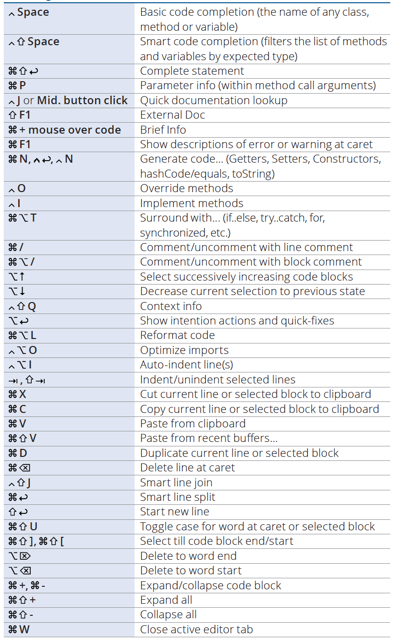 ⌃ Space Basic code completion (the name of any class,
method or variable)
⌃ ⇧ Space Smart code completion (filters the list of methods
and variables by expected type)
⌘ ⇧ ↩ Complete statement
⌘ P Parameter info (within method call arguments)
⌃ J or Mid. button click Quick documentation lookup
⇧ F1 External Doc
⌘ + mouse over code Brief Info
⌘ F1 Show descriptions of error or warning at caret
⌘ N, ⌃ ↩, ⌃ N Generate code... (Getters, Setters, Constructors,
hashCode/equals, toString)
⌃ O Override methods
⌃ I Implement methods
⌘ ⌥ T Surround with... (if..else, try..catch, for,
synchronized, etc.)
⌘ / Comment/uncomment with line comment
⌘ ⌥ / Comment/uncomment with block comment
⌥ ↑ Select successively increasing code blocks
⌥ ↓ Decrease current selection to previous state
⌃ ⇧ Q Context info
⌥ ↩ Show intention actions and quick-fixes
⌘ ⌥ L Reformat code
⌃ ⌥ O Optimize imports
⌃ ⌥ I Auto-indent line(s)
⇥ , ⇧ ⇥ Indent/unindent selected lines
⌘ X Cut current line or selected block to clipboard
⌘ C Copy current line or selected block to clipboard
⌘ V Paste from clipboard
⌘ ⇧ V Paste from recent buffers...
⌘ D Duplicate current line or selected block
⌘ ⌫ Delete line at caret
⌃ ⇧ J Smart line join
⌘ ↩ Smart line split
⇧ ↩ Start new line
⌘ ⇧ U Toggle case for word at caret or selected block
⌘ ⇧ ], ⌘ ⇧ [ Select till code block end/start
⌥ ⌦ Delete to word end
⌥ ⌫ Delete to word start
⌘ +, ⌘ - Expand/collapse code block
⌘ ⇧ + Expand all
⌘ ⇧ - Collapse all
⌘ W Close active editor tab